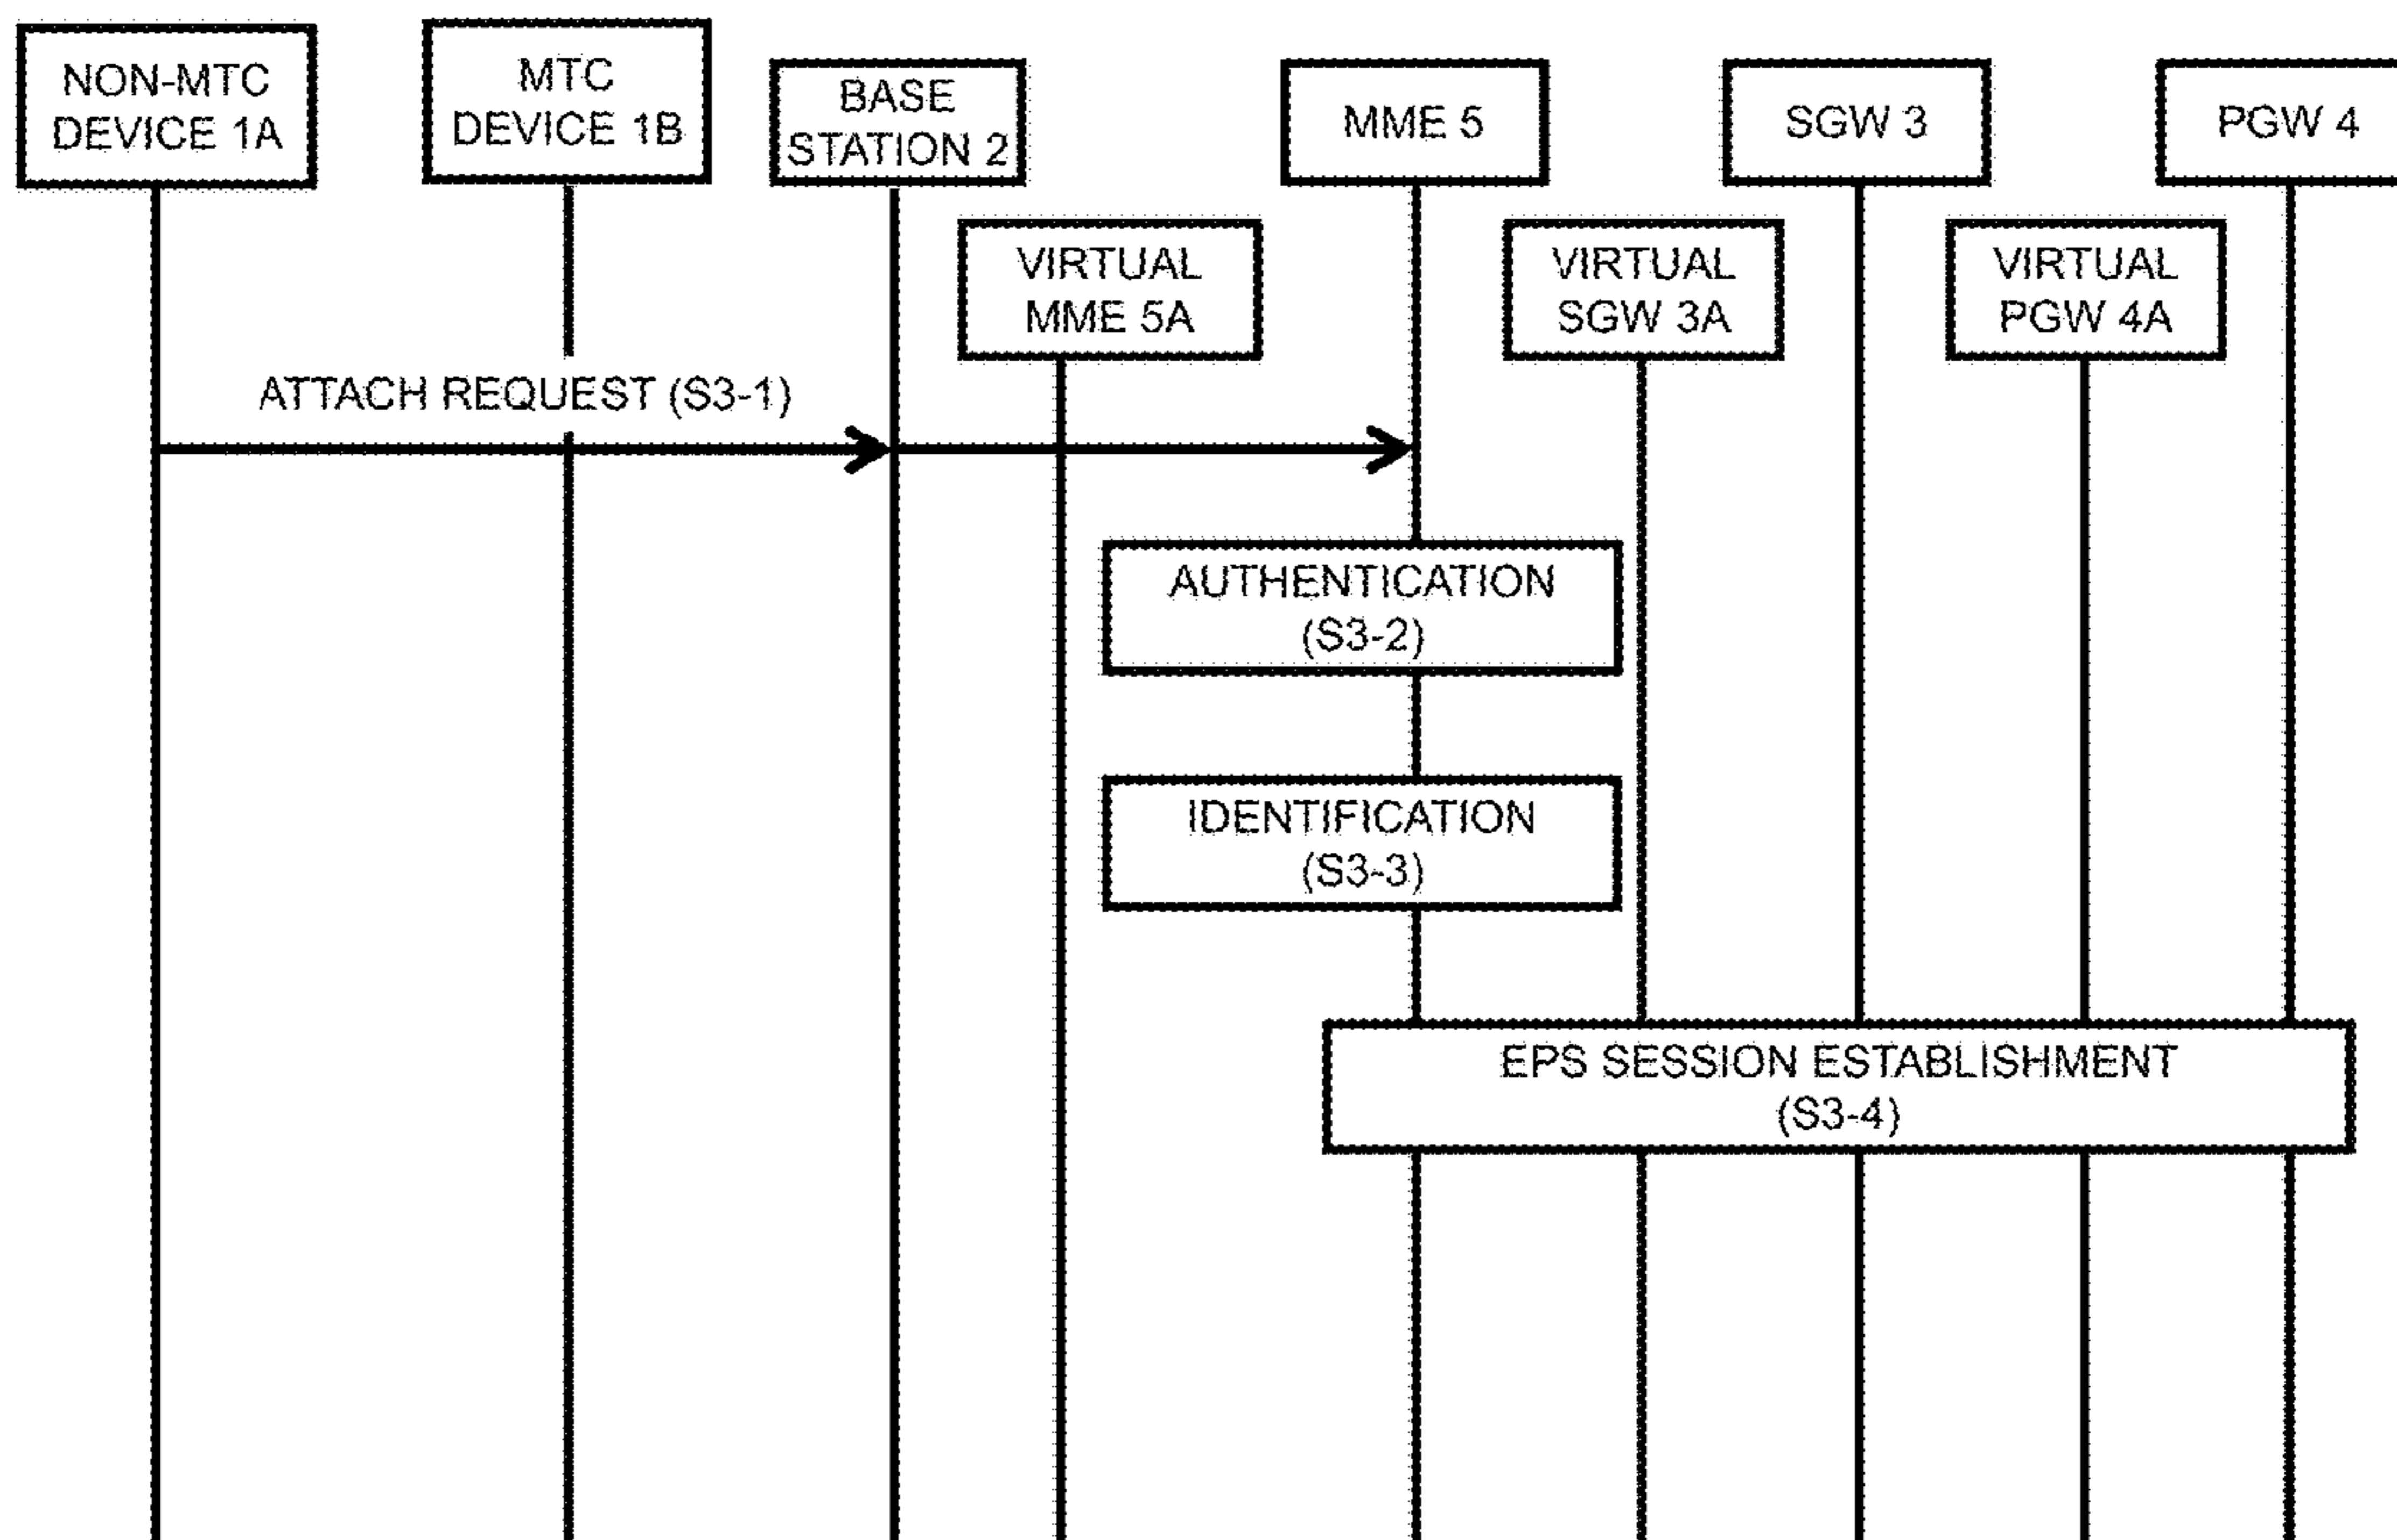 NON-MTC
DEVICE 1A
MTC
DEVICE 1B
BASE
STATION 2
MME 5
SGW 3
PGW 4
VIRTUAL
MME 5A
VIRTUAL
SGW 3A
VIRTUAL
PGW 4A
ATTACH REQUEST (S3-1)
AUTHENTICATION
(S3-2)
IDENTIFICATION
(S3-3)
EPS SESSION ESTABLISHMENT
(S3-4)